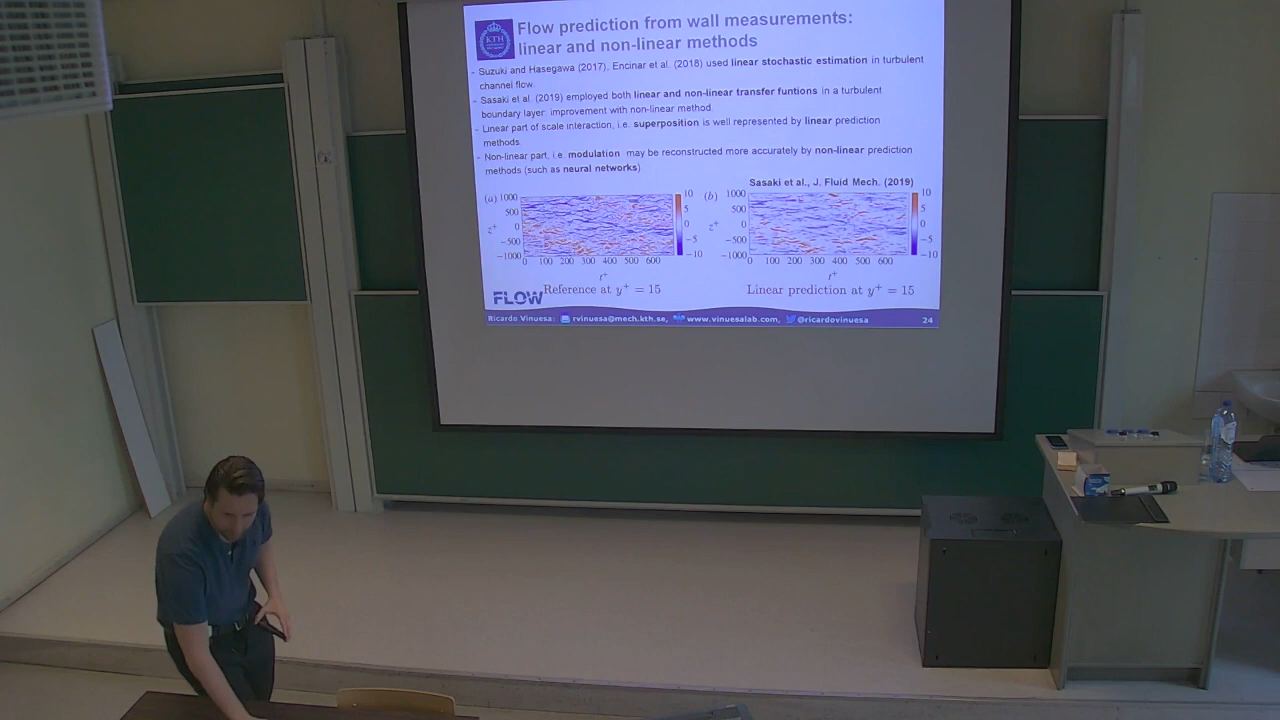 KTH
Flow prediction from wall measurements:
linear and non-linear methods
- Suzuki and Hasegawa (2017), Encinar et al. (2018) used linear stochastic estimation in turbulent
channel flow.
- Sasaki et al. (2019) employed both linear and non-linear transfer funtions in a turbulent
boundary layer: improvement with non-linear method.
- Linear part of scale interaction, i.e. superposition is well represented by linear prediction
methods.
- Non-linear part, i.e. modulation may be reconstructed more accurately by non-linear prediction
methods (such as neural networks)
Sasaki et al., J. Fluid Mech. (2019)
(a) 1000 500 0 −500 −1000
z+
0 100 200 300 400 500 600
t+
10 5 0 −5 −10
(b) 1000 500 0 −500 −1000
z+
0 100 200 300 400 500 600
t+
10 5 0 −5 −10
Reference at y+ = 15
Linear prediction at y+ = 15
FLOW
Ricardo Vinuesa: rvinuesa@mech.kth.se, www.vinuesalab.com, @ricardovinuesa 24